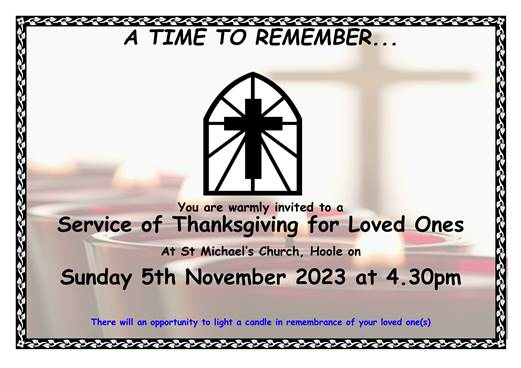 A TIME TO REMEMBER...
You are warmly invited to a
Service of Thanksgiving for Loved Ones
At St Michael's Church, Hoole on
Sunday 5th November 2023 at 4.30pm
There will an opportunity to light a candle in remembrance of your loved one(s)